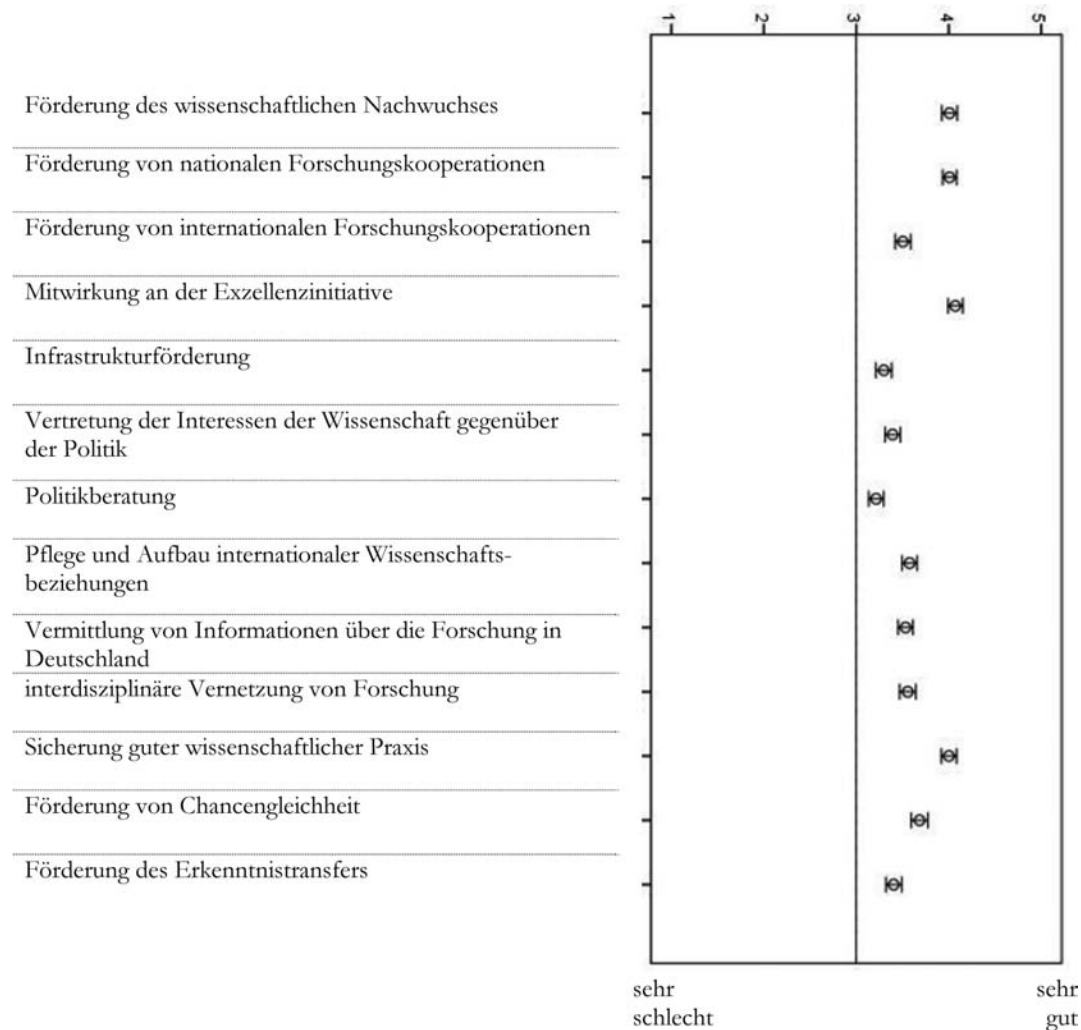 1 2 3 4 5
Förderung des wissenschaftlichen Nachwuchses
Förderung von nationalen Forschungskooperationen
Förderung von internationalen Forschungskooperationen
Mitwirkung an der Exzellenzinitiative
Infrastrukturförderung
Vertretung der Interessen der Wissenschaft gegenüber
der Politik
Politikberatung
Pflege und Aufbau internationaler Wissenschafts-
beziehungen
Vermittlung von Informationen über die Forschung in
Deutschland
interdisziplinäre Vernetzung von Forschung
Sicherung guter wissenschaftlicher Praxis
Förderung von Chancengleichheit
Förderung des Erkenntnistransfers
sehr sehr
schlecht gut